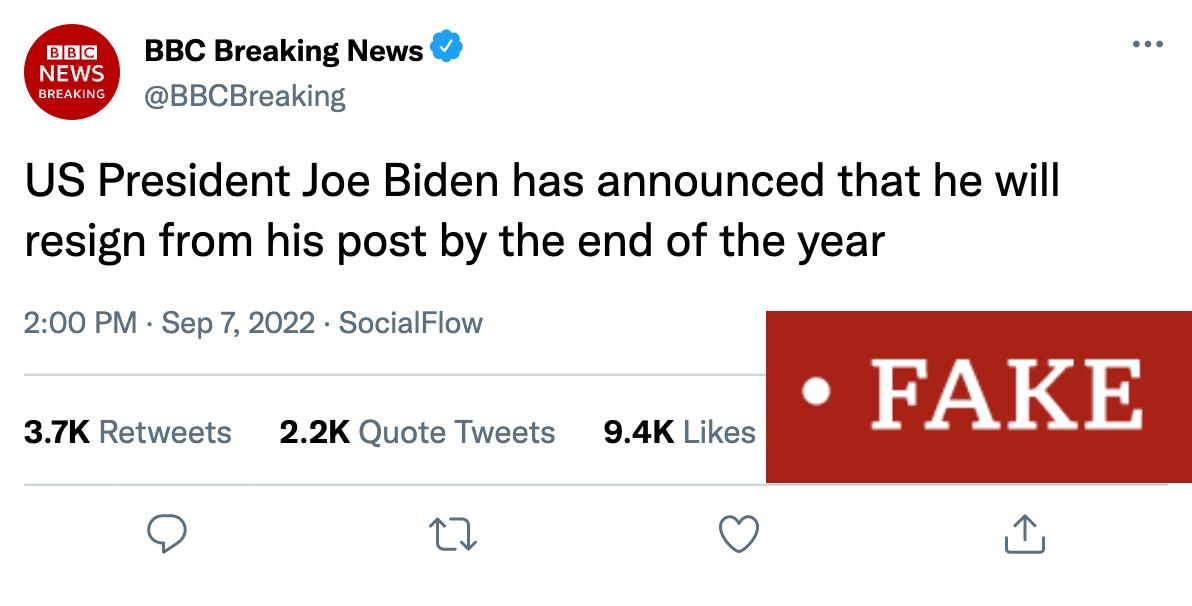 BBC
NEWS
BREAKING
BBC Breaking News
@BBCBreaking
US President Joe Biden has announced that he will
resign from his post by the end of the year
2:00 PM · Sep 7, 2022 · SocialFlow
3.7K Retweets 2.2K Quote Tweets 9.4K Likes
• FAKE